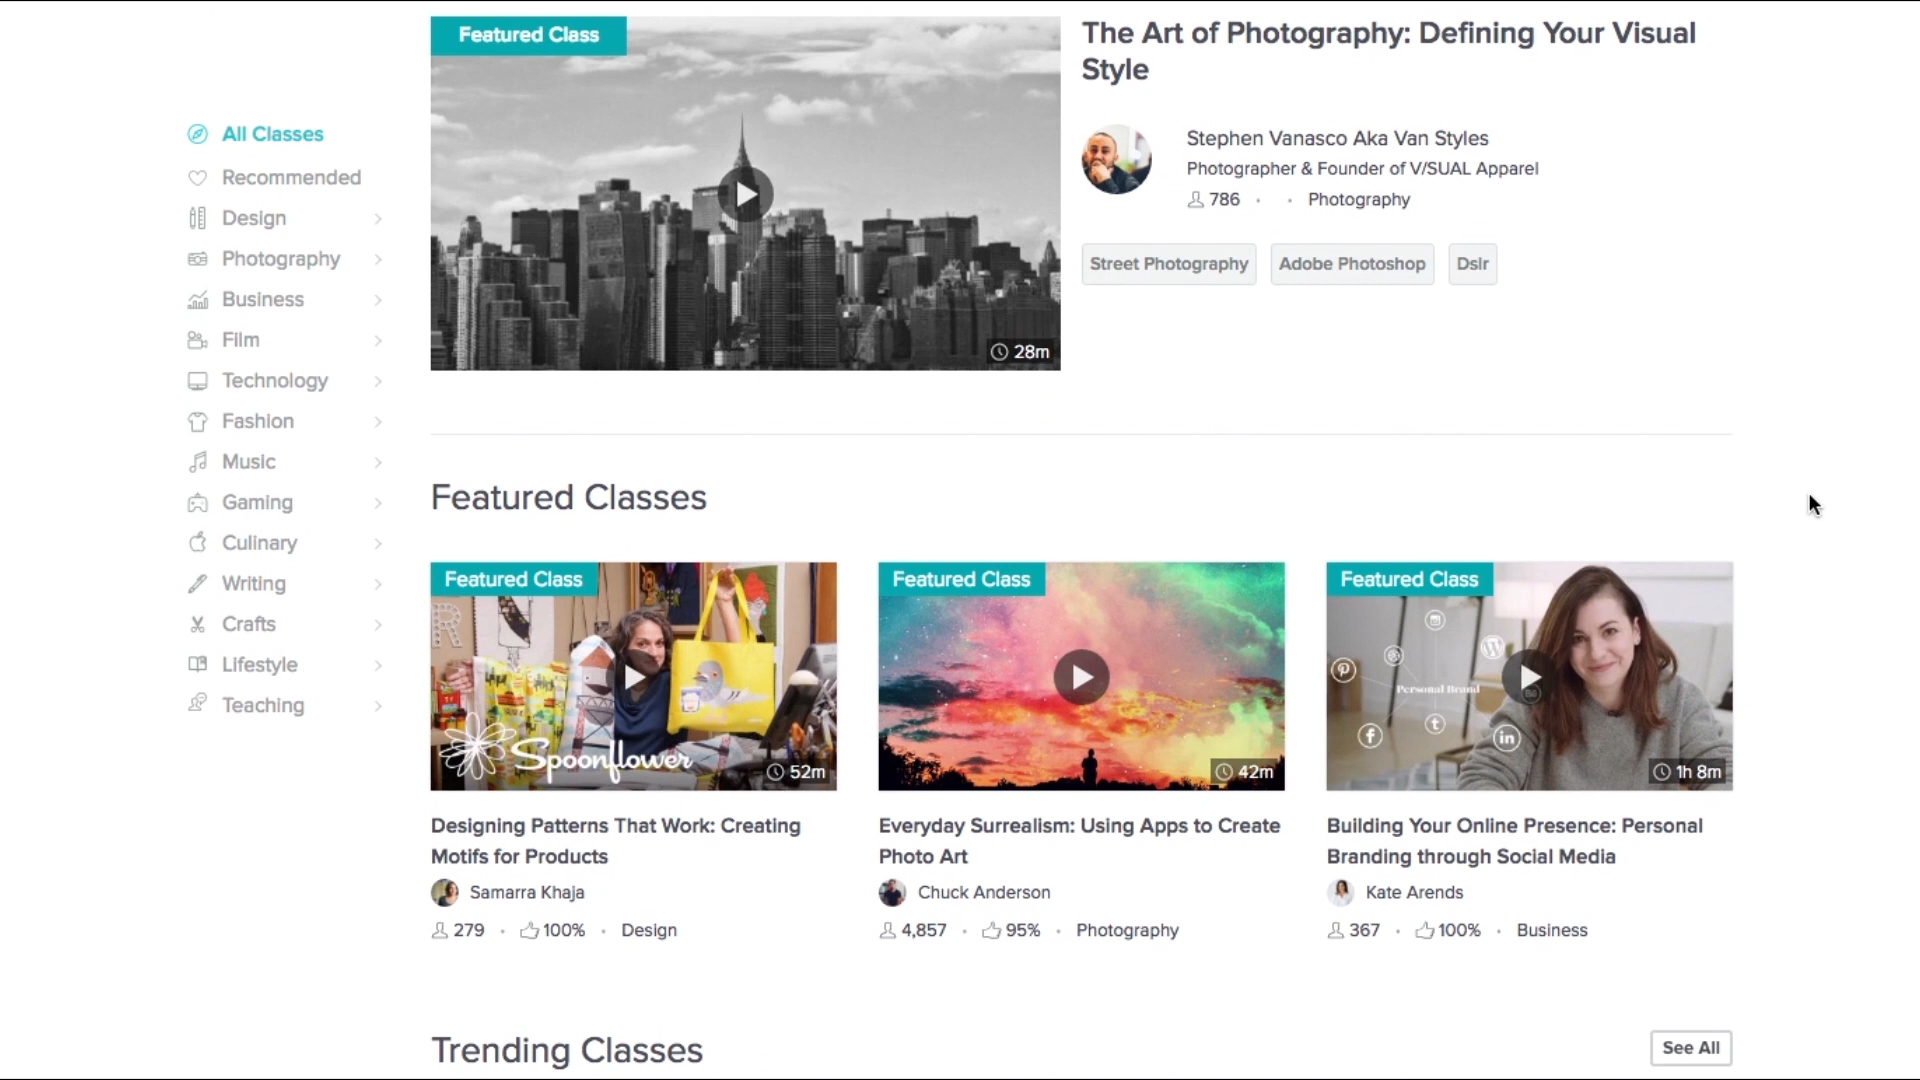 Featured Class
The Art of Photography: Defining Your Visual
Style
Stephen Vanasco Aka Van Styles
Photographer & Founder of V/SUAL Apparel
786 · · Photography
Street Photography
Adobe Photoshop
Dslr
28m
All Classes
Recommended
Design
Photography
Business
Film
Technology
Fashion
Music
Gaming
Culinary
Writing
Crafts
Lifestyle
Teaching
Featured Classes
Featured Class
R
Spoonflower
52m
Designing Patterns That Work: Creating
Motifs for Products
Samarra Khaja
279 · 100% · Design
Featured Class
42m
Everyday Surrealism: Using Apps to Create
Photo Art
Chuck Anderson
4,857 · 95% · Photography
Featured Class
Personal Brand
1h 8m
Building Your Online Presence: Personal
Branding through Social Media
Kate Arends
367 · 100% · Business
Trending Classes
See All